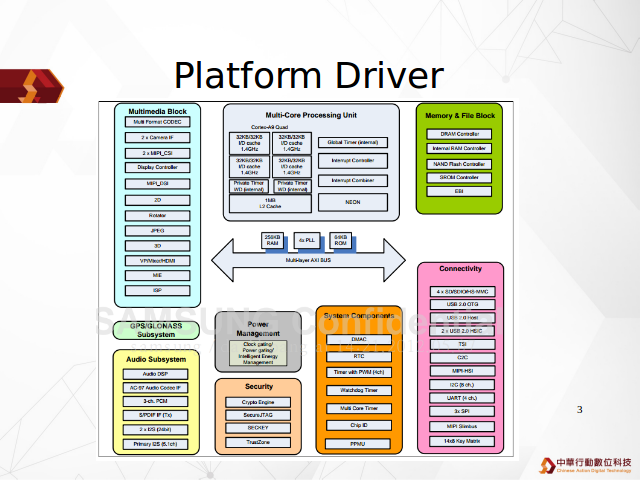 Platform Driver
Multimedia Block
Multi Format CODEC
2 x Camera IF
2 x MIPI_CSI
Display Controller
MIPI_DSI
2D
Rotator
JPEG
3D
VP/Mixer/HDMI
MIE
ISP
GPS/GLONASS
Subsystem
Audio Subsystem
Audio DSP
AC-97 Audio Codec IF
3-ch. PCM
S/PDIF IF (Tx)
2 x I2S (24bit)
Primary I2S (5.1ch)
Multi-Core Processing Unit
Cortex-A9 Quad
32KB/32KB
I/D cache
1.4GHz
32KB/32KB
I/D cache
1.4GHz
32KB/32KB
I/D cache
1.4GHz
32KB/32KB
I/D cache
1.4GHz
Private Timer
WD (internal)
Private Timer
WD (internal)
1MB
L2 Cache
Global Timer (internal)
Interrupt Controller
Interrupt Combiner
NEON
256KB
RAM
4x PLL
64KB
ROM
Multi-layer AXI BUS
Power
Management
Clock gating/
Power gating/
Intelligent Energy
Management
Security
Crypto Engine
SecureJTAG
SECKEY
TrustZone
System Components
DMAC
RTC
Timer with PWM (4ch)
Watchdog Timer
Multi Core Timer
Chip ID
PPMU
Memory & File Block
DRAM Controller
Internal RAM Controller
NAND Flash Controller
SROM Controller
EBI
Connectivity
4 x SD/SDIO/HS-MMC
USB 2.0 OTG
USB 2.0 Host
2 x USB 2.0 HSIC
TSI
C2C
MIPI-HSI
I2C (8 ch.)
UART (4 ch.)
3x SPI
MIPI Slimbus
14x8 Key Matrix
SAMSUNG Confidential
3
中華行動數位科技
Chinese Action Digital Technology